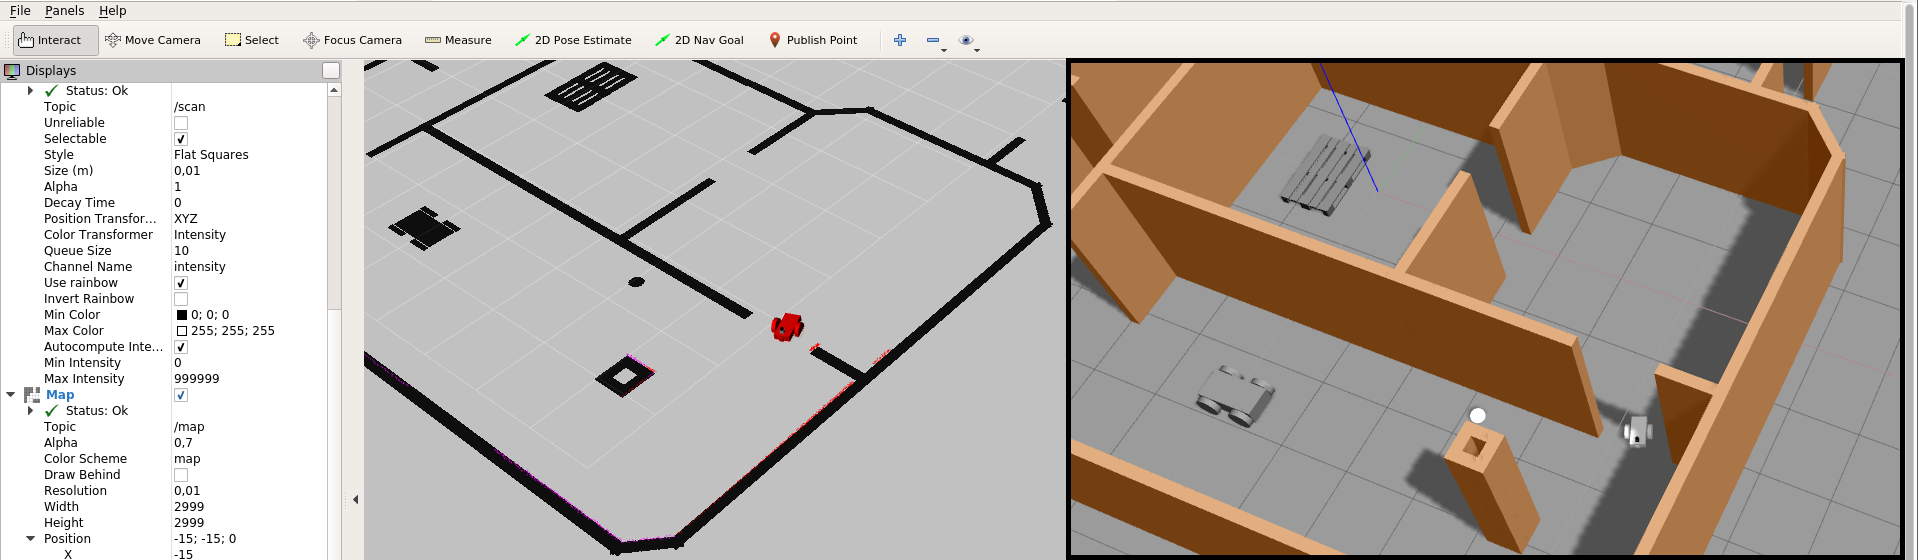 File Panels Help
Interact Move Camera Select Focus Camera Measure 2D Pose Estimate 2D Nav Goal Publish Point
Displays
Status: Ok
Topic /scan
Unreliable
Selectable
Style Flat Squares
Size (m) 0,01
Alpha 1
Decay Time 0
Position Transfor... XYZ
Color Transformer Intensity
Queue Size 10
Channel Name intensity
Use rainbow
Invert Rainbow
Min Color 0; 0; 0
Max Color 255; 255; 255
Autocompute Inte...
Min Intensity 0
Max Intensity 999999
Map
Status: Ok
Topic /map
Alpha 0,7
Color Scheme map
Draw Behind
Resolution 0,01
Width 2999
Height 2999
Position -15; -15; 0
X -15